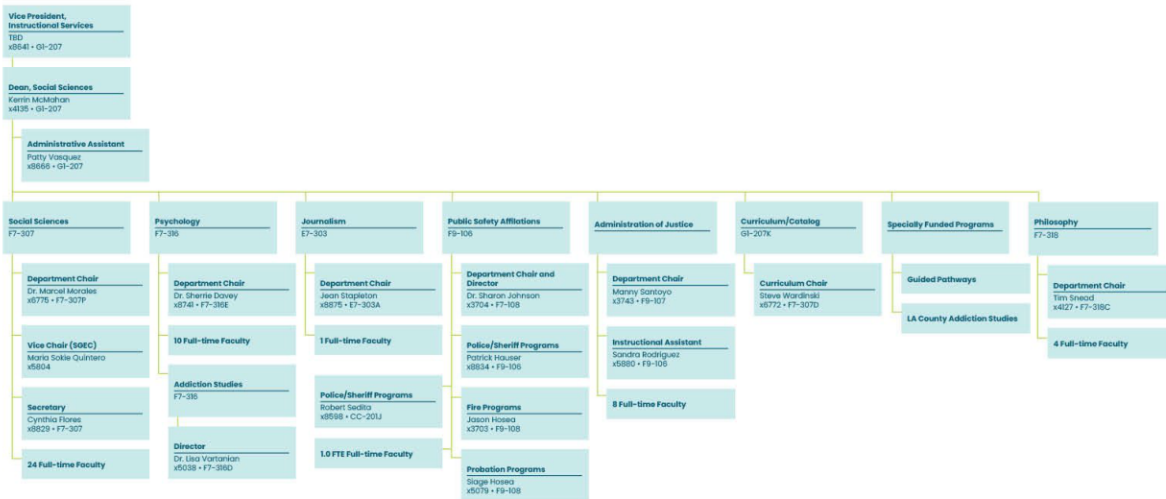 Vice President,
Instructional Services
TBD
x8641 • G1-207
Dean, Social Sciences
Kerrin McMahan
x4135 • G1-207
Administrative Assistant
Patty Vasquez
x8666 • G1-207
Social Sciences
F7-307
Department Chair
Dr. Marcel Morales
x6775 • F7-307P
Vice Chair (SGEC)
Maria Sokie Quintero
x5804
Secretary
Cynthia Flores
x8829 • F7-307
24 Full-time Faculty
Psychology
F7-316
Department Chair
Dr. Sherrie Davey
x8741 • F7-316E
10 Full-time Faculty
Addiction Studies
F7-316
Director
Dr. Lisa Vartanian
x5038 • F7-316D
Journalism
E7-303
Department Chair
Jean Stapleton
x8875 • E7-303A
1 Full-time Faculty
Public Safety Affilations
F9-106
Department Chair and
Director
Dr. Sharon Johnson
x3704 • F7-108
Police/Sheriff Programs
Patrick Hauser
x8834 • F9-106
Police/Sheriff Programs
Robert Sedita
x8598 • CC-201J
Fire Programs
Jason Hosea
x3703 • F9-108
1.0 FTE Full-time Faculty
Probation Programs
Siage Hosea
x5079 • F9-108
Administration of Justice
Department Chair
Manny Santoyo
x3743 • F9-107
Instructional Assistant
Sandra Rodriguez
x5880 • F9-106
8 Full-time Faculty
Curriculum/Catalog
G1-207K
Curriculum Chair
Steve Wardinski
x6772 • F7-307D
Specially Funded Programs
Guided Pathways
LA County Addiction Studies
Philosophy
F7-318
Department Chair
Tim Snead
x4127 • F7-318C
4 Full-time Faculty